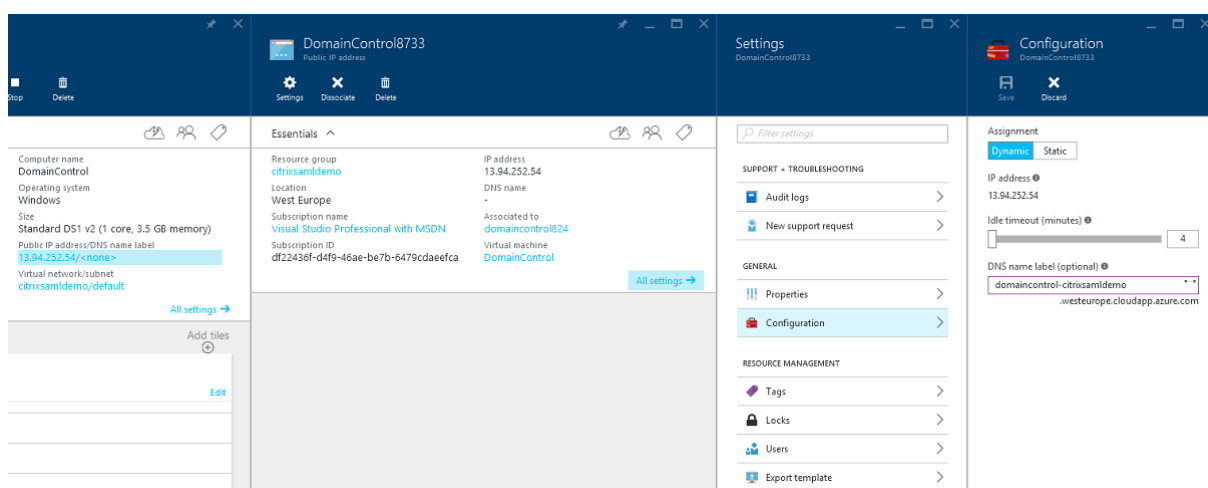 Stop
Delete
Computer name
DomainControl
Operating system
Windows
Size
Standard DS1 v2 (1 core, 3.5 GB memory)
Public IP address/DNS name label
13.94.252.54/<none>
Virtual network/subnet
citrixsamldemo/default
All settings →
Add tiles
Edit
DomainControl8733
Public IP address
Settings
Dissociate
Delete
Essentials
Resource group
citrixsamldemo
Location
West Europe
Subscription name
Visual Studio Professional with MSDN
Subscription ID
df22436f-d4f9-46ae-be7b-6479cdaeefca
IP address
13.94.252.54
DNS name
-
Associated to
domaincontrol824
Virtual machine
DomainControl
All settings →
Settings
DomainControl8733
Filter settings
SUPPORT + TROUBLESHOOTING
Audit logs
New support request
GENERAL
Properties
Configuration
RESOURCE MANAGEMENT
Tags
Locks
Users
Export template
Configuration
DomainControl8733
Save
Discard
Assignment
Dynamic
Static
IP address
13.94.252.54
Idle timeout (minutes)
4
DNS name label (optional)
domaincontrol-citrixsamldemo
.westeurope.cloudapp.azure.com